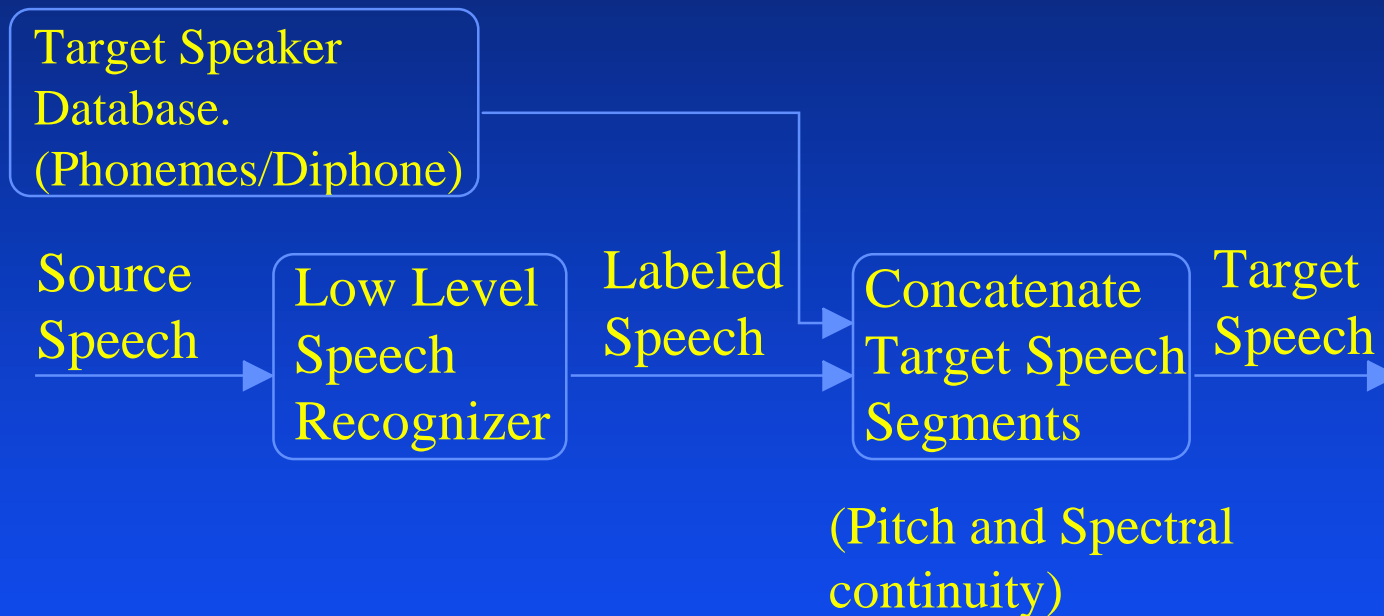 Target Speaker
Database.
(Phonemes/Diphone)
Source
Speech
Low Level
Speech
Recognizer
Labeled
Speech
Concatenate
Target Speech
Segments
Target
Speech
(Pitch and Spectral
continuity)